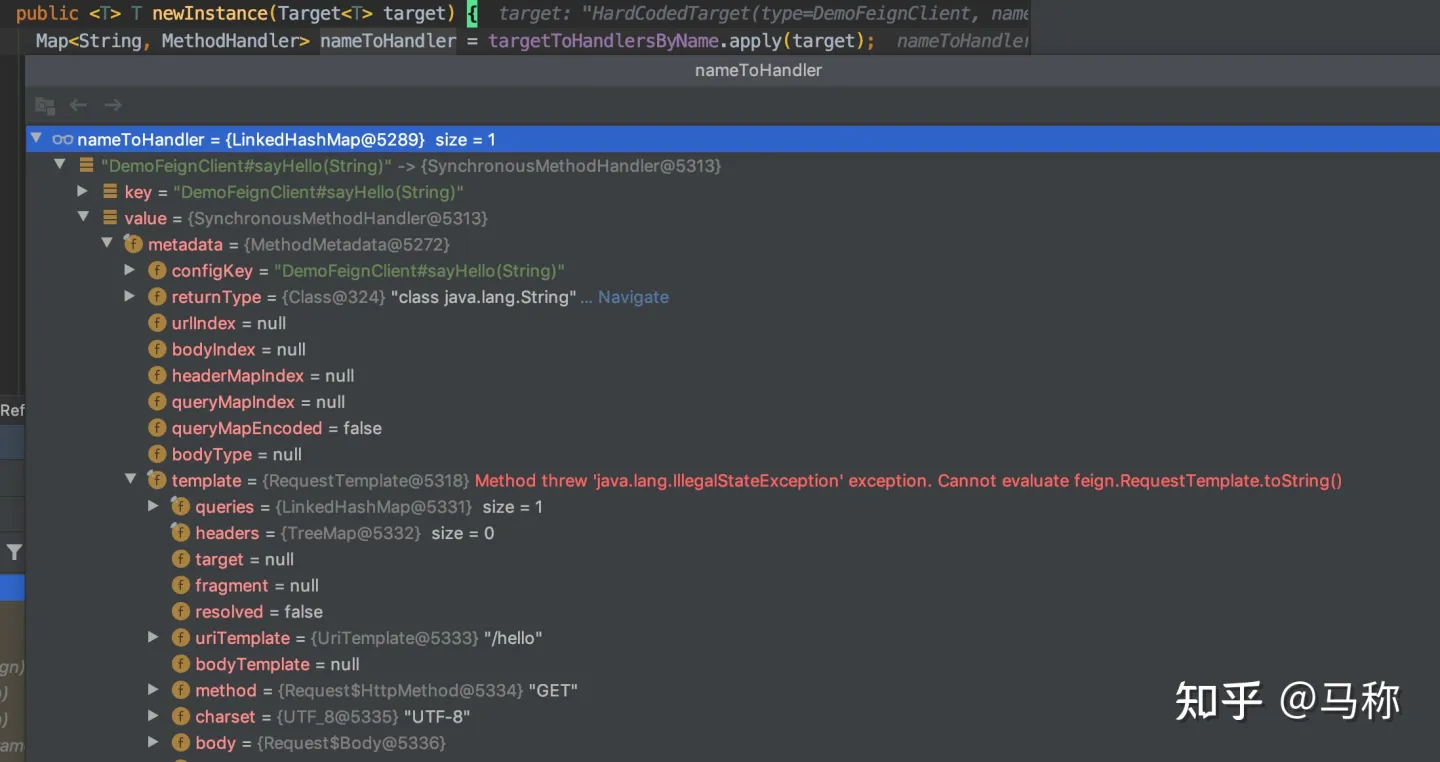 public <T> T newInstance(Target<T> target) { target: "HardCodedTarget(type=DemoFeignClient, name
Map<String, MethodHandler> nameToHandler = targetToHandlersByName.apply(target); nameToHandler
nameToHandler
nameToHandler = {LinkedHashMap@5289} size = 1
"DemoFeignClient#sayHello(String)" -> {SynchronousMethodHandler@5313}
key = "DemoFeignClient#sayHello(String)"
value = {SynchronousMethodHandler@5313}
metadata = {MethodMetadata@5272}
configKey = "DemoFeignClient#sayHello(String)"
returnType = {Class@324} "class java.lang.String" ... Navigate
urlIndex = null
bodyIndex = null
headerMapIndex = null
queryMapIndex = null
Ref
queryMapEncoded = false
bodyType = null
template = {RequestTemplate@5318} Method threw 'java.lang.IllegalStateException' exception. Cannot evaluate feign.RequestTemplate.toString()
queries = {LinkedHashMap@5331} size = 1
headers = {TreeMap@5332} size = 0
target = null
fragment = null
resolved = false
uriTemplate = {UriTemplate@5333} "/hello"
bodyTemplate = null
gn)
method = {Request$HttpMethod@5334} "GET"
charset = {UTF_8@5335} "UTF-8"
body = {Request$Body@5336}
知乎 @马称